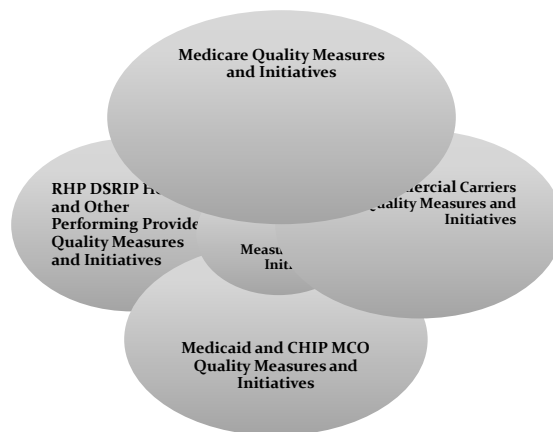 Medicare Quality Measures
and Initiatives
RHP DSRIP
and Other
Performing
Quality Measures
and Initiatives
Carriers
Measures and
Initiatives
Medicaid and CHIP MCO
Quality Measures and
Initiatives